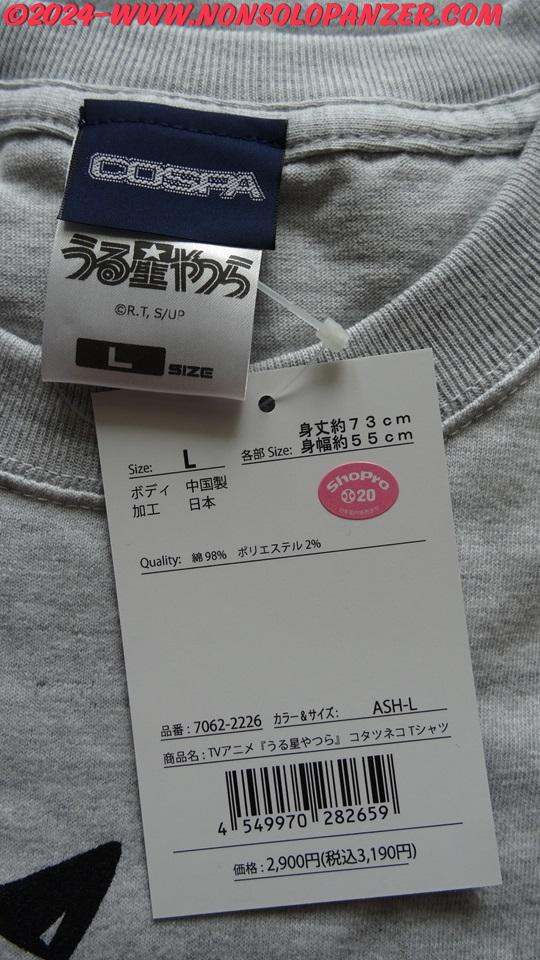 ©2024-WWW.NONSOLOPANZER.COM
COSPA
うる星やつら
©R.T, S/UP
L SIZE
Size: L
各部 Size: 身丈約73cm
身幅約55cm
ボディ 中国製
加工 日本
ShoPro
20
Quality: 綿98% ポリエステル2%
品番:7062-2226 カラー&サイズ: ASH-L
商品名:TVアニメ『うる星やつら』 コタツネコTシャツ
4 549970 282659
価格:2,900円(税込3,190円)